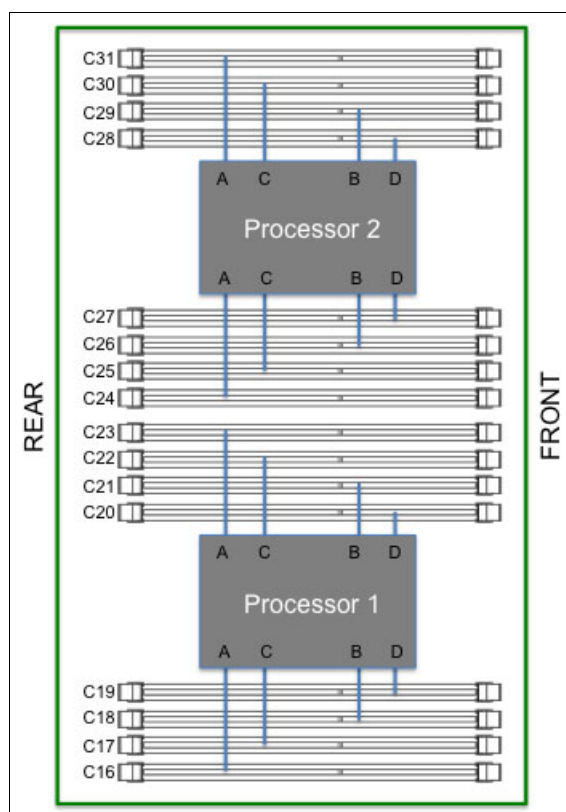 C31
C30
C29
C28
A C B D
Processor 2
A C B D
C27
C26
C25
C24
REAR
FRONT
C23
C22
C21
C20
A C B D
Processor 1
A C B D
C19
C18
C17
C16